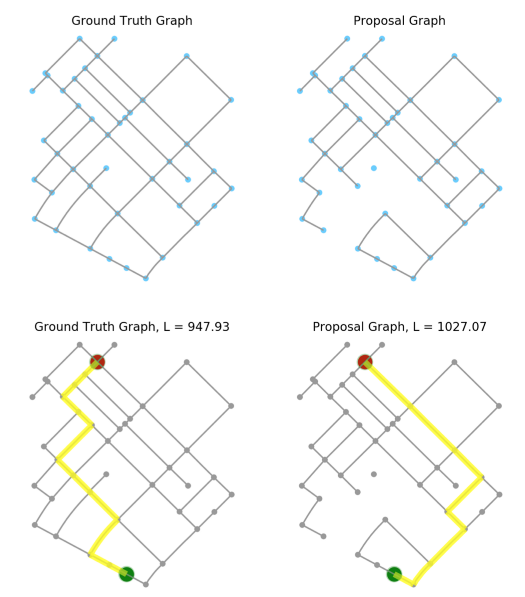 Ground Truth Graph
Proposal Graph
Ground Truth Graph, L = 947.93
Proposal Graph, L = 1027.07